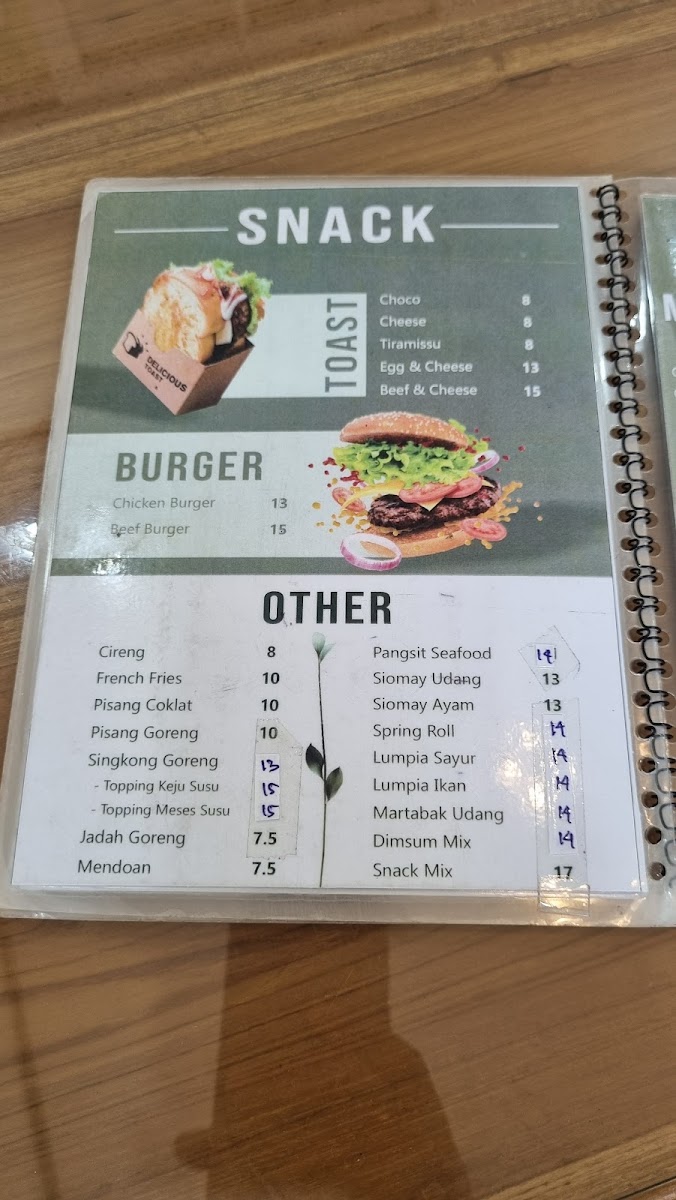 SNACK
DELICIOUS
TOAST
TOAST
Choco 8
Cheese 8
Tiramissu 8
Egg & Cheese 13
Beef & Cheese 15
BURGER
Chicken Burger 13
Beef Burger 15
OTHER
Cireng 8
French Fries 10
Pisang Coklat 10
Pisang Goreng 10
Singkong Goreng 13
- Topping Keju Susu 15
- Topping Meses Susu 15
Jadah Goreng 7.5
Mendoan 7.5
Pangsit Seafood 14
Siomay Udang 13
Siomay Ayam 13
Spring Roll 14
Lumpia Sayur 14
Lumpia Ikan 14
Martabak Udang 14
Dimsum Mix 14
Snack Mix 17